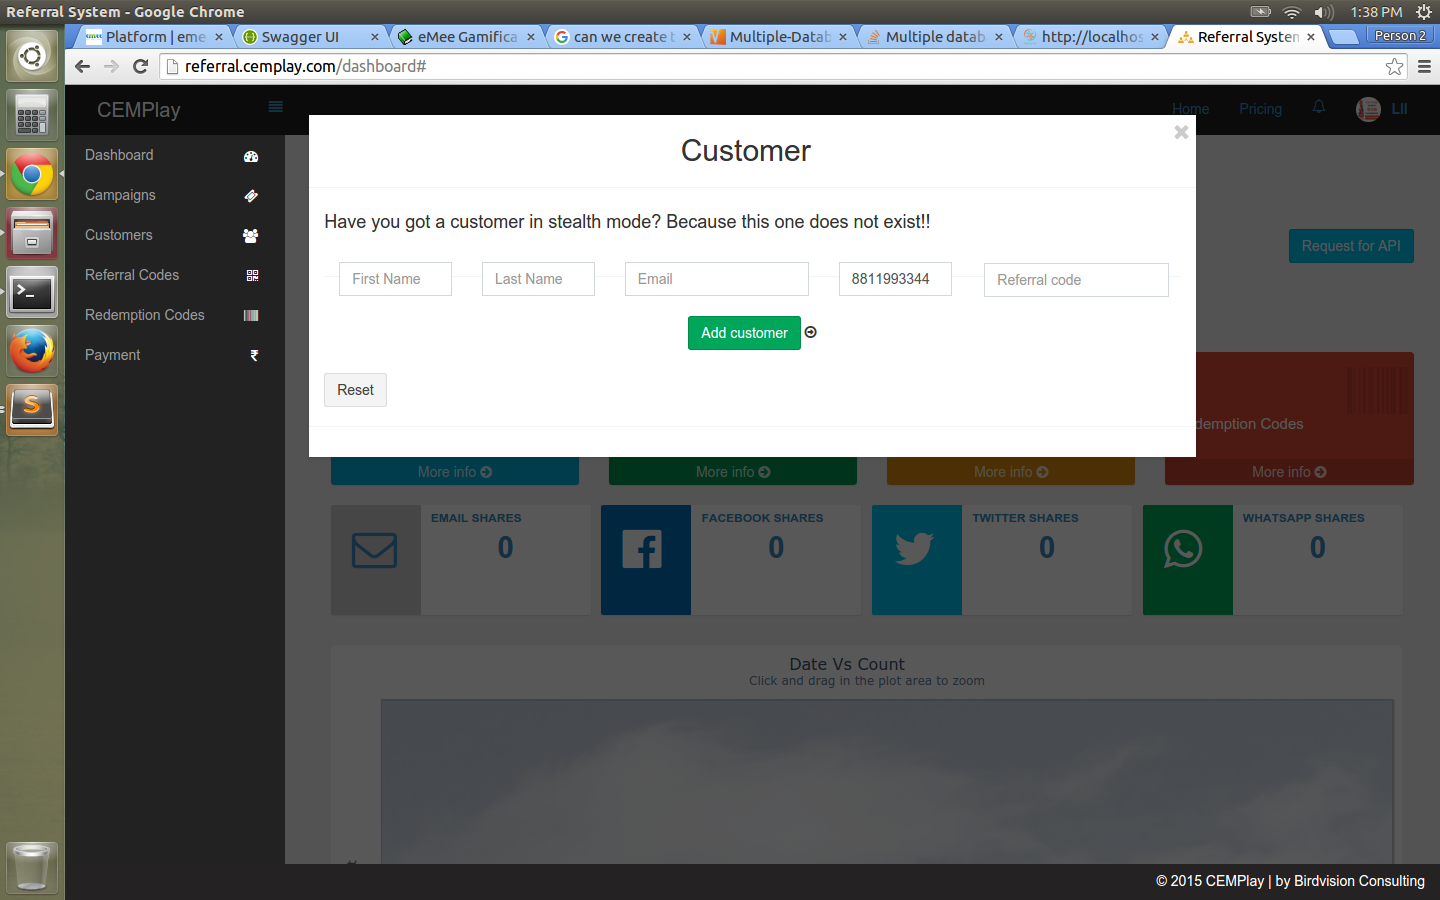 Referral System - Google Chrome
1:38 PM
Platform | eme
Swagger UI
eMee Gamifica
can we create t
Multiple-Datab
Multiple datab
http://localhos
Referral System
Person 2
referral.cemplay.com/dashboard#
CEMPlay
Home
Pricing
LII
Dashboard
Campaigns
Customers
Referral Codes
Redemption Codes
Payment
Customer
Have you got a customer in stealth mode? Because this one does not exist!!
First Name
Last Name
Email
8811993344
Referral code
Add customer
Reset
Request for API
demption Codes
More info
More info
More info
More info
EMAIL SHARES
0
FACEBOOK SHARES
0
TWITTER SHARES
0
WHATSAPP SHARES
0
Date Vs Count
Click and drag in the plot area to zoom
© 2015 CEMPlay | by Birdvision Consulting